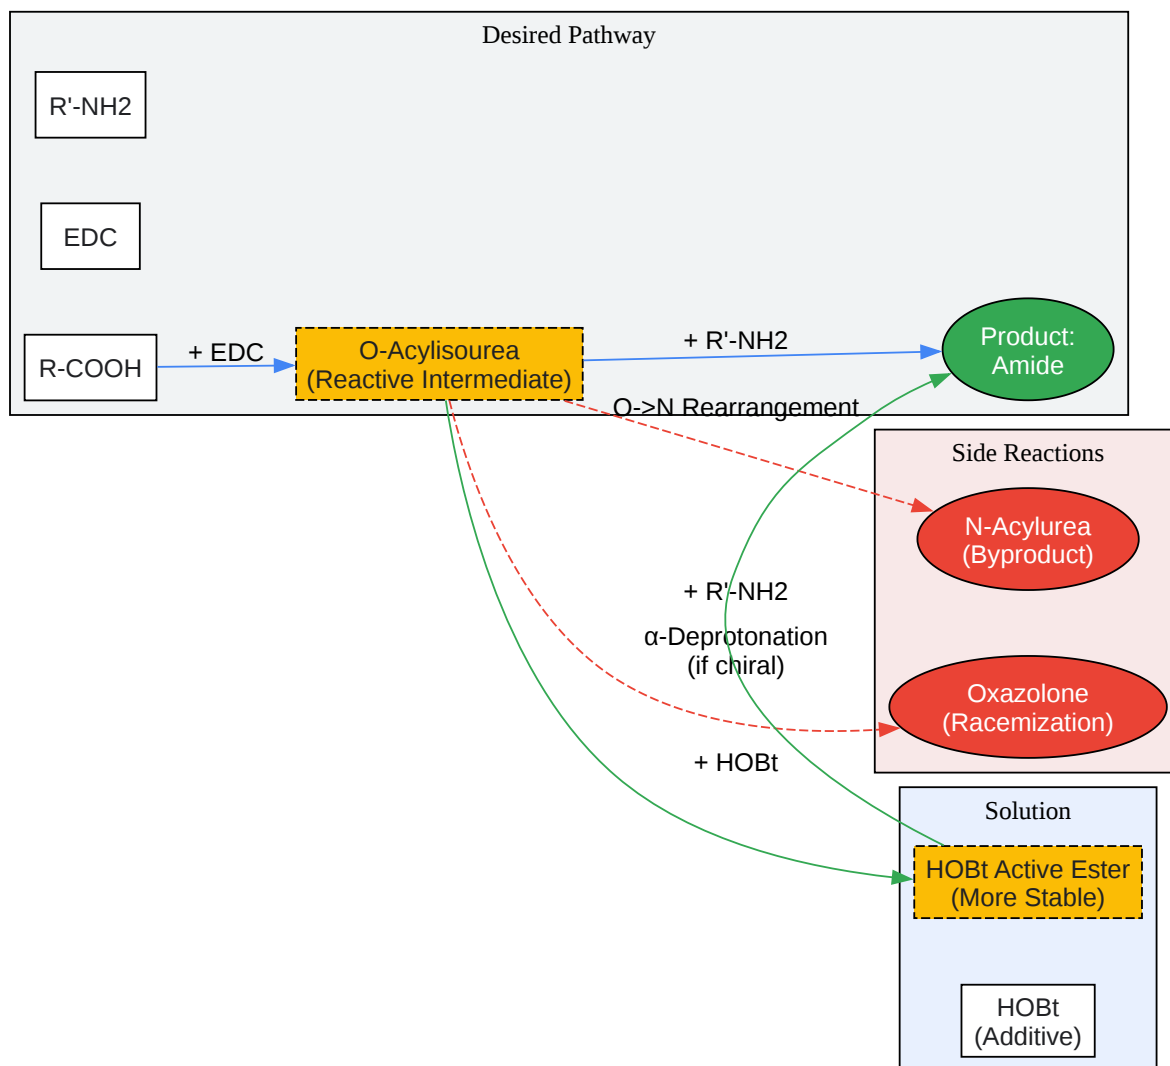 Desired Pathway
R'-NH2
EDC
R-COOH
+ EDC
O-Acylisourea
(Reactive Intermediate)
+ R'-NH2
Product:
Amide
O->N Rearrangement
Side Reactions
N-Acylurea
(Byproduct)
+ R'-NH2
α-Deprotonation
(if chiral)
Oxazolone
(Racemization)
+ HOBt
Solution
HOBt Active Ester
(More Stable)
HOBt
(Additive)